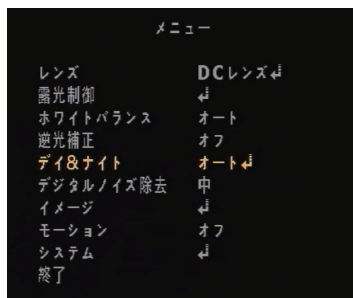 メニュー
レンズ DCレンズ↲
露光制御 ↲
ホワイトバランス オート
逆光補正 オフ
デイ&ナイト オート↲
デジタルノイズ除去 中
イメージ ↲
モーション オフ
システム ↲
終了